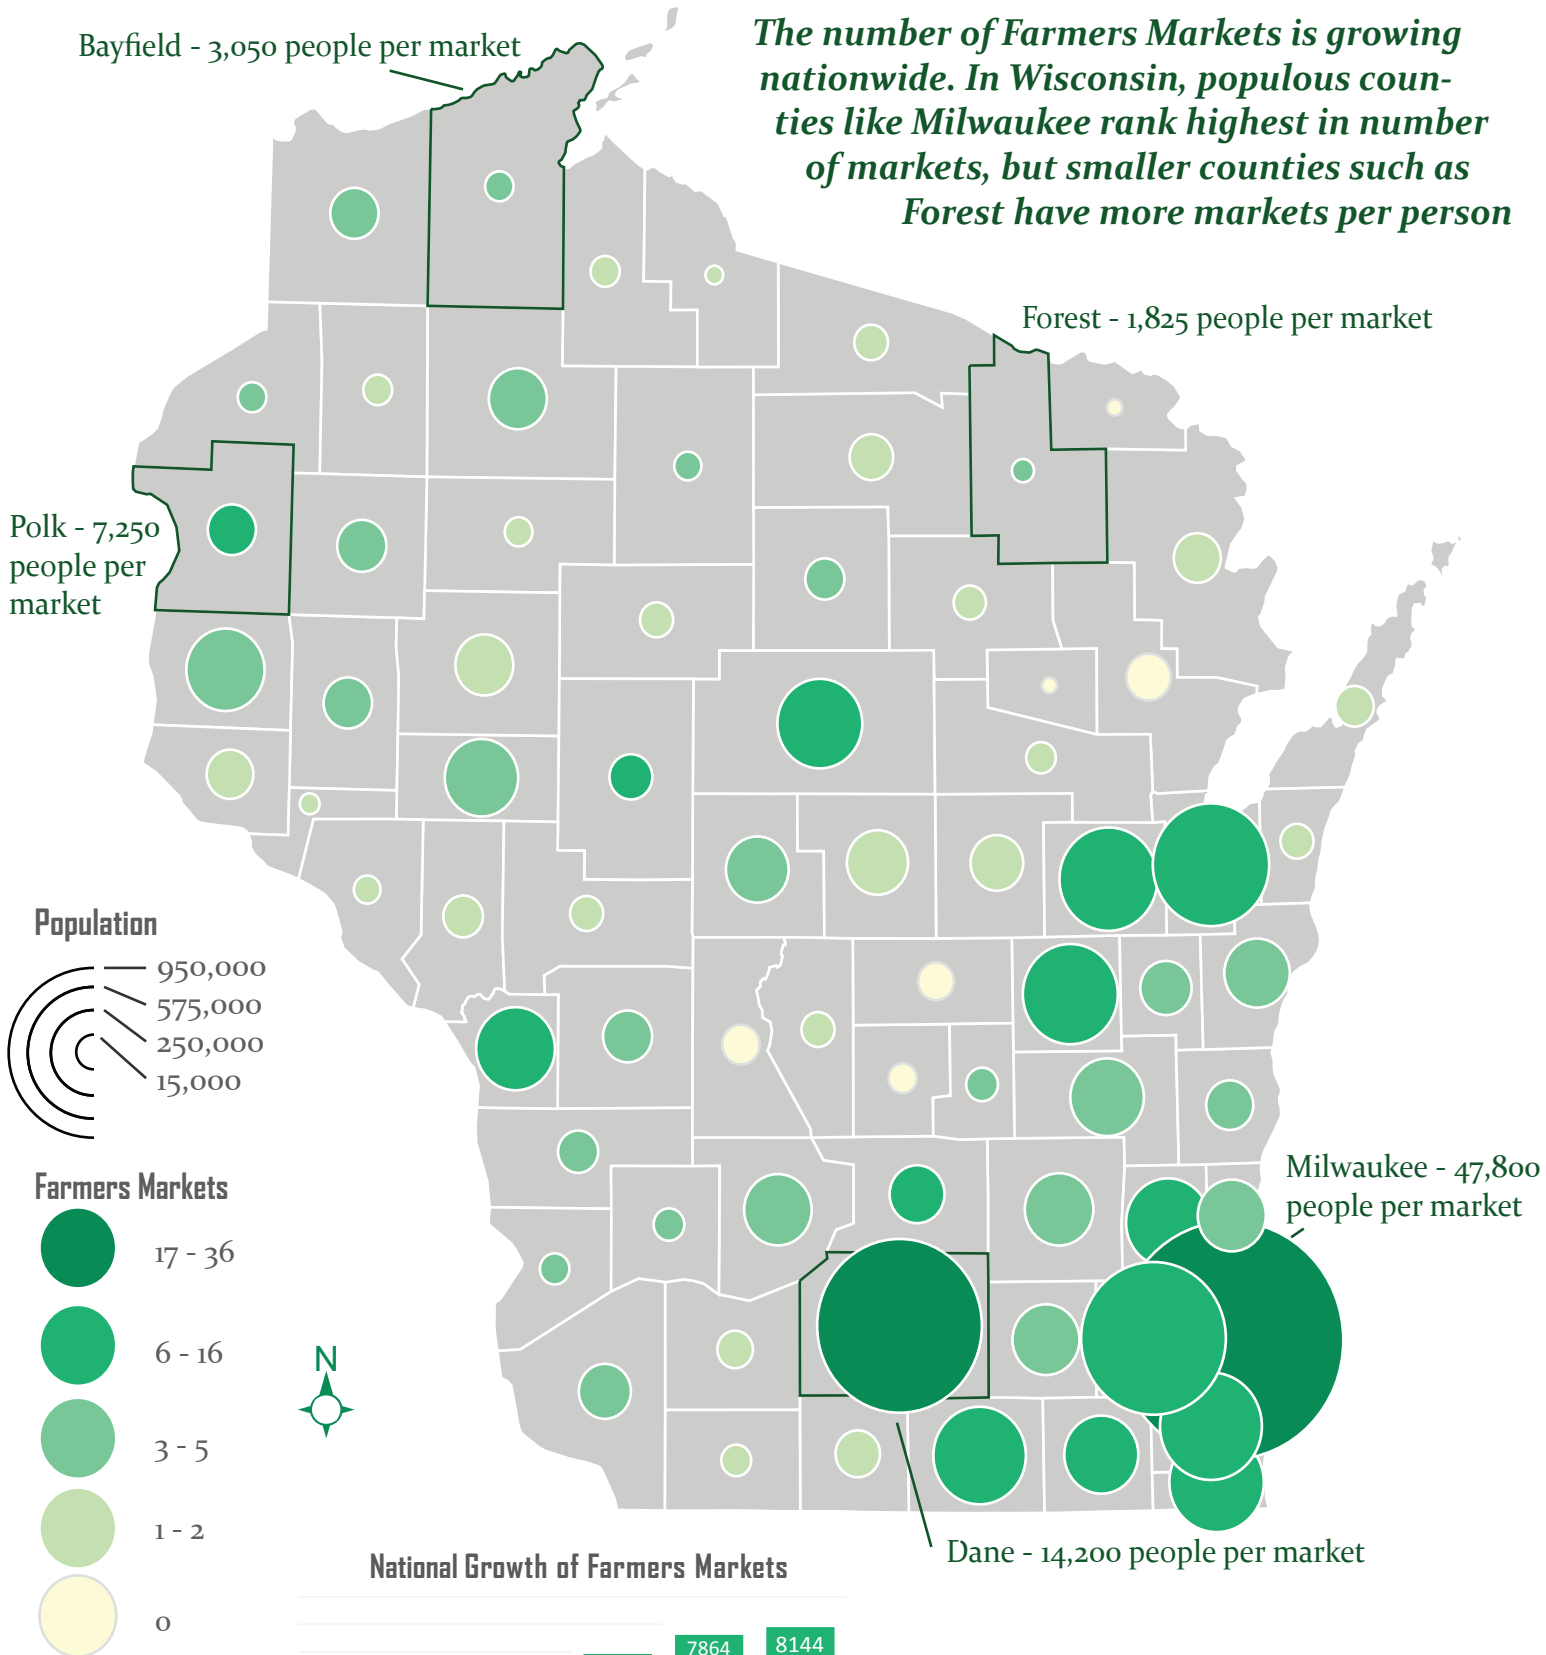 The number of Farmers Markets is growing
nationwide. In Wisconsin, populous coun-
ties like Milwaukee rank highest in number
of markets, but smaller counties such as
Forest have more markets per person
Bayfield - 3,050 people per market
Forest - 1,825 people per market
Polk - 7,250
people per
market
Population
950,000
575,000
250,000
15,000
Farmers Markets
17 - 36
6 - 16
3 - 5
1 - 2
0
N
Milwaukee - 47,800
people per market
Dane - 14,200 people per market
National Growth of Farmers Markets
7864
8144